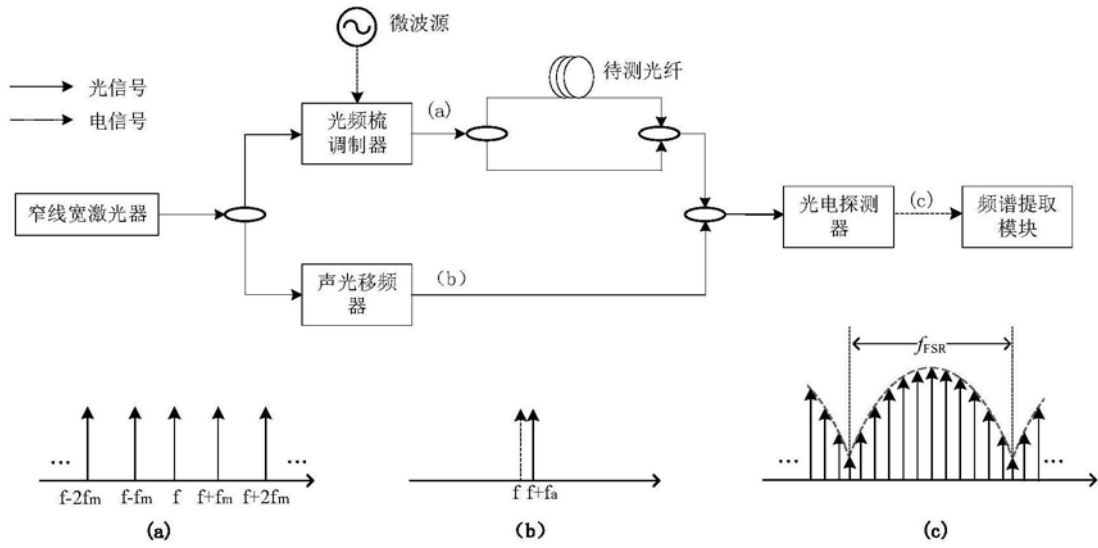 微波源
光信号
电信号
光频梳
调制器
(a)
待测光纤
窄线宽激光器
声光移频
器
(b)
光电探测
器
(c)
频谱提取
模块
fFSR
...
f-2fm
f-fm
f
f+fm
f+2fm
...
(a)
f
f+fa
(b)
...
...
(c)